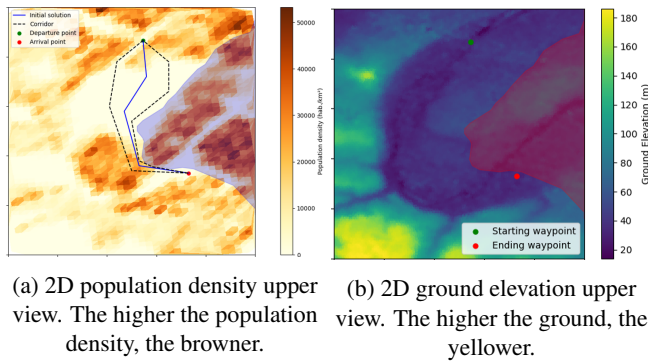 Initial solution
Corridor
Departure point
Arrival point
50000
40000
30000
20000
10000
0
Population density (hab./km²)
180
160
140
120
100
80
60
40
20
Ground Elevation (m)
Starting waypoint
Ending waypoint
(a) 2D population density upper
view. The higher the population
density, the browner.
(b) 2D ground elevation upper
view. The higher the ground, the
yellower.